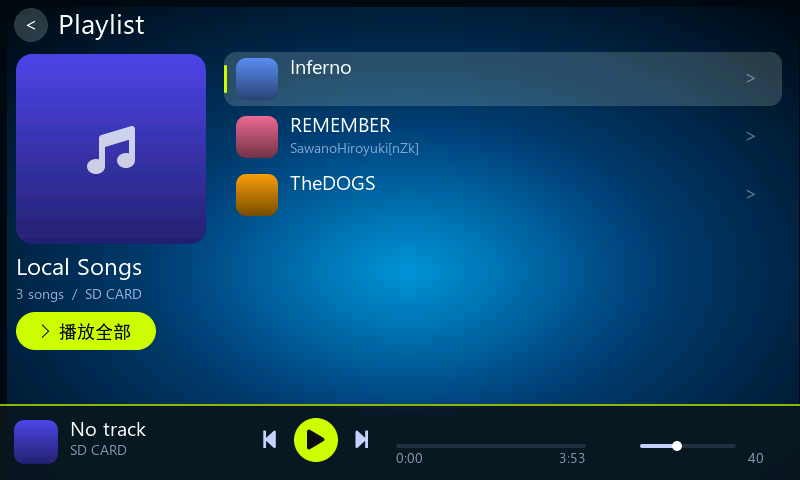 < Playlist
Inferno
>
REMEMBER
SawanoHiroyuki[nZk]
>
TheDOGS
>
Local Songs
3 songs / SD CARD
> 播放全部
No track
SD CARD
0:00
3:53
40